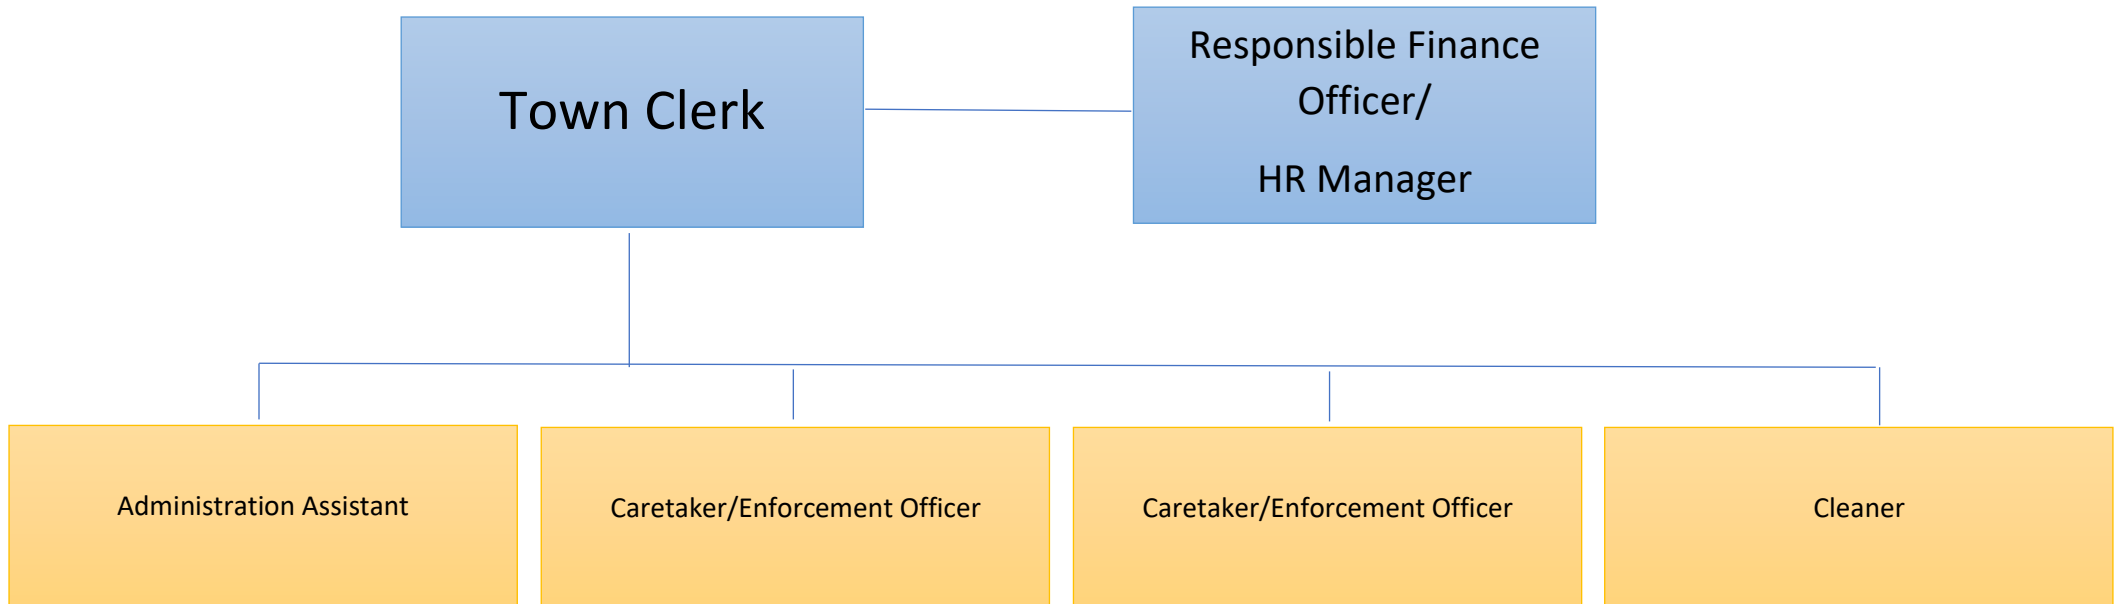 Town Clerk
Responsible Finance
Officer/
HR Manager
Administration Assistant
Caretaker/Enforcement Officer
Caretaker/Enforcement Officer
Cleaner